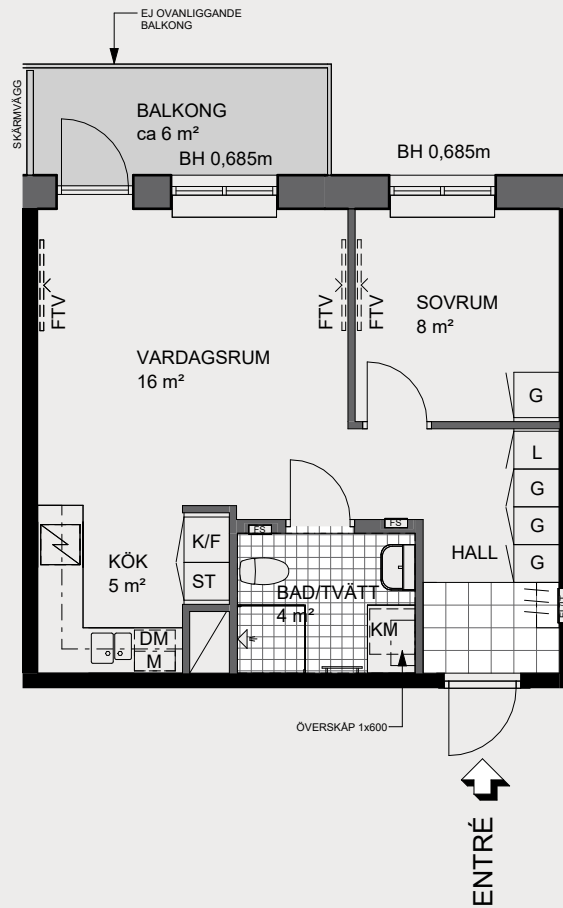 EJ OVANLIGGANDE
BALKONG
SKÄRMVÄGG
BALKONG
ca 6 m²
BH 0,685m
BH 0,685m
FTV
FTV
FTV
SOVRUM
8 m²
VARDAGSRUM
16 m²
G
L
G
G
G
FS
FS
K/F
ST
KÖK
5 m²
HALL
BAD/TVÄTT
4 m²
KM
DM
M
ÖVERSKÅP 1x600
ENTRÉ